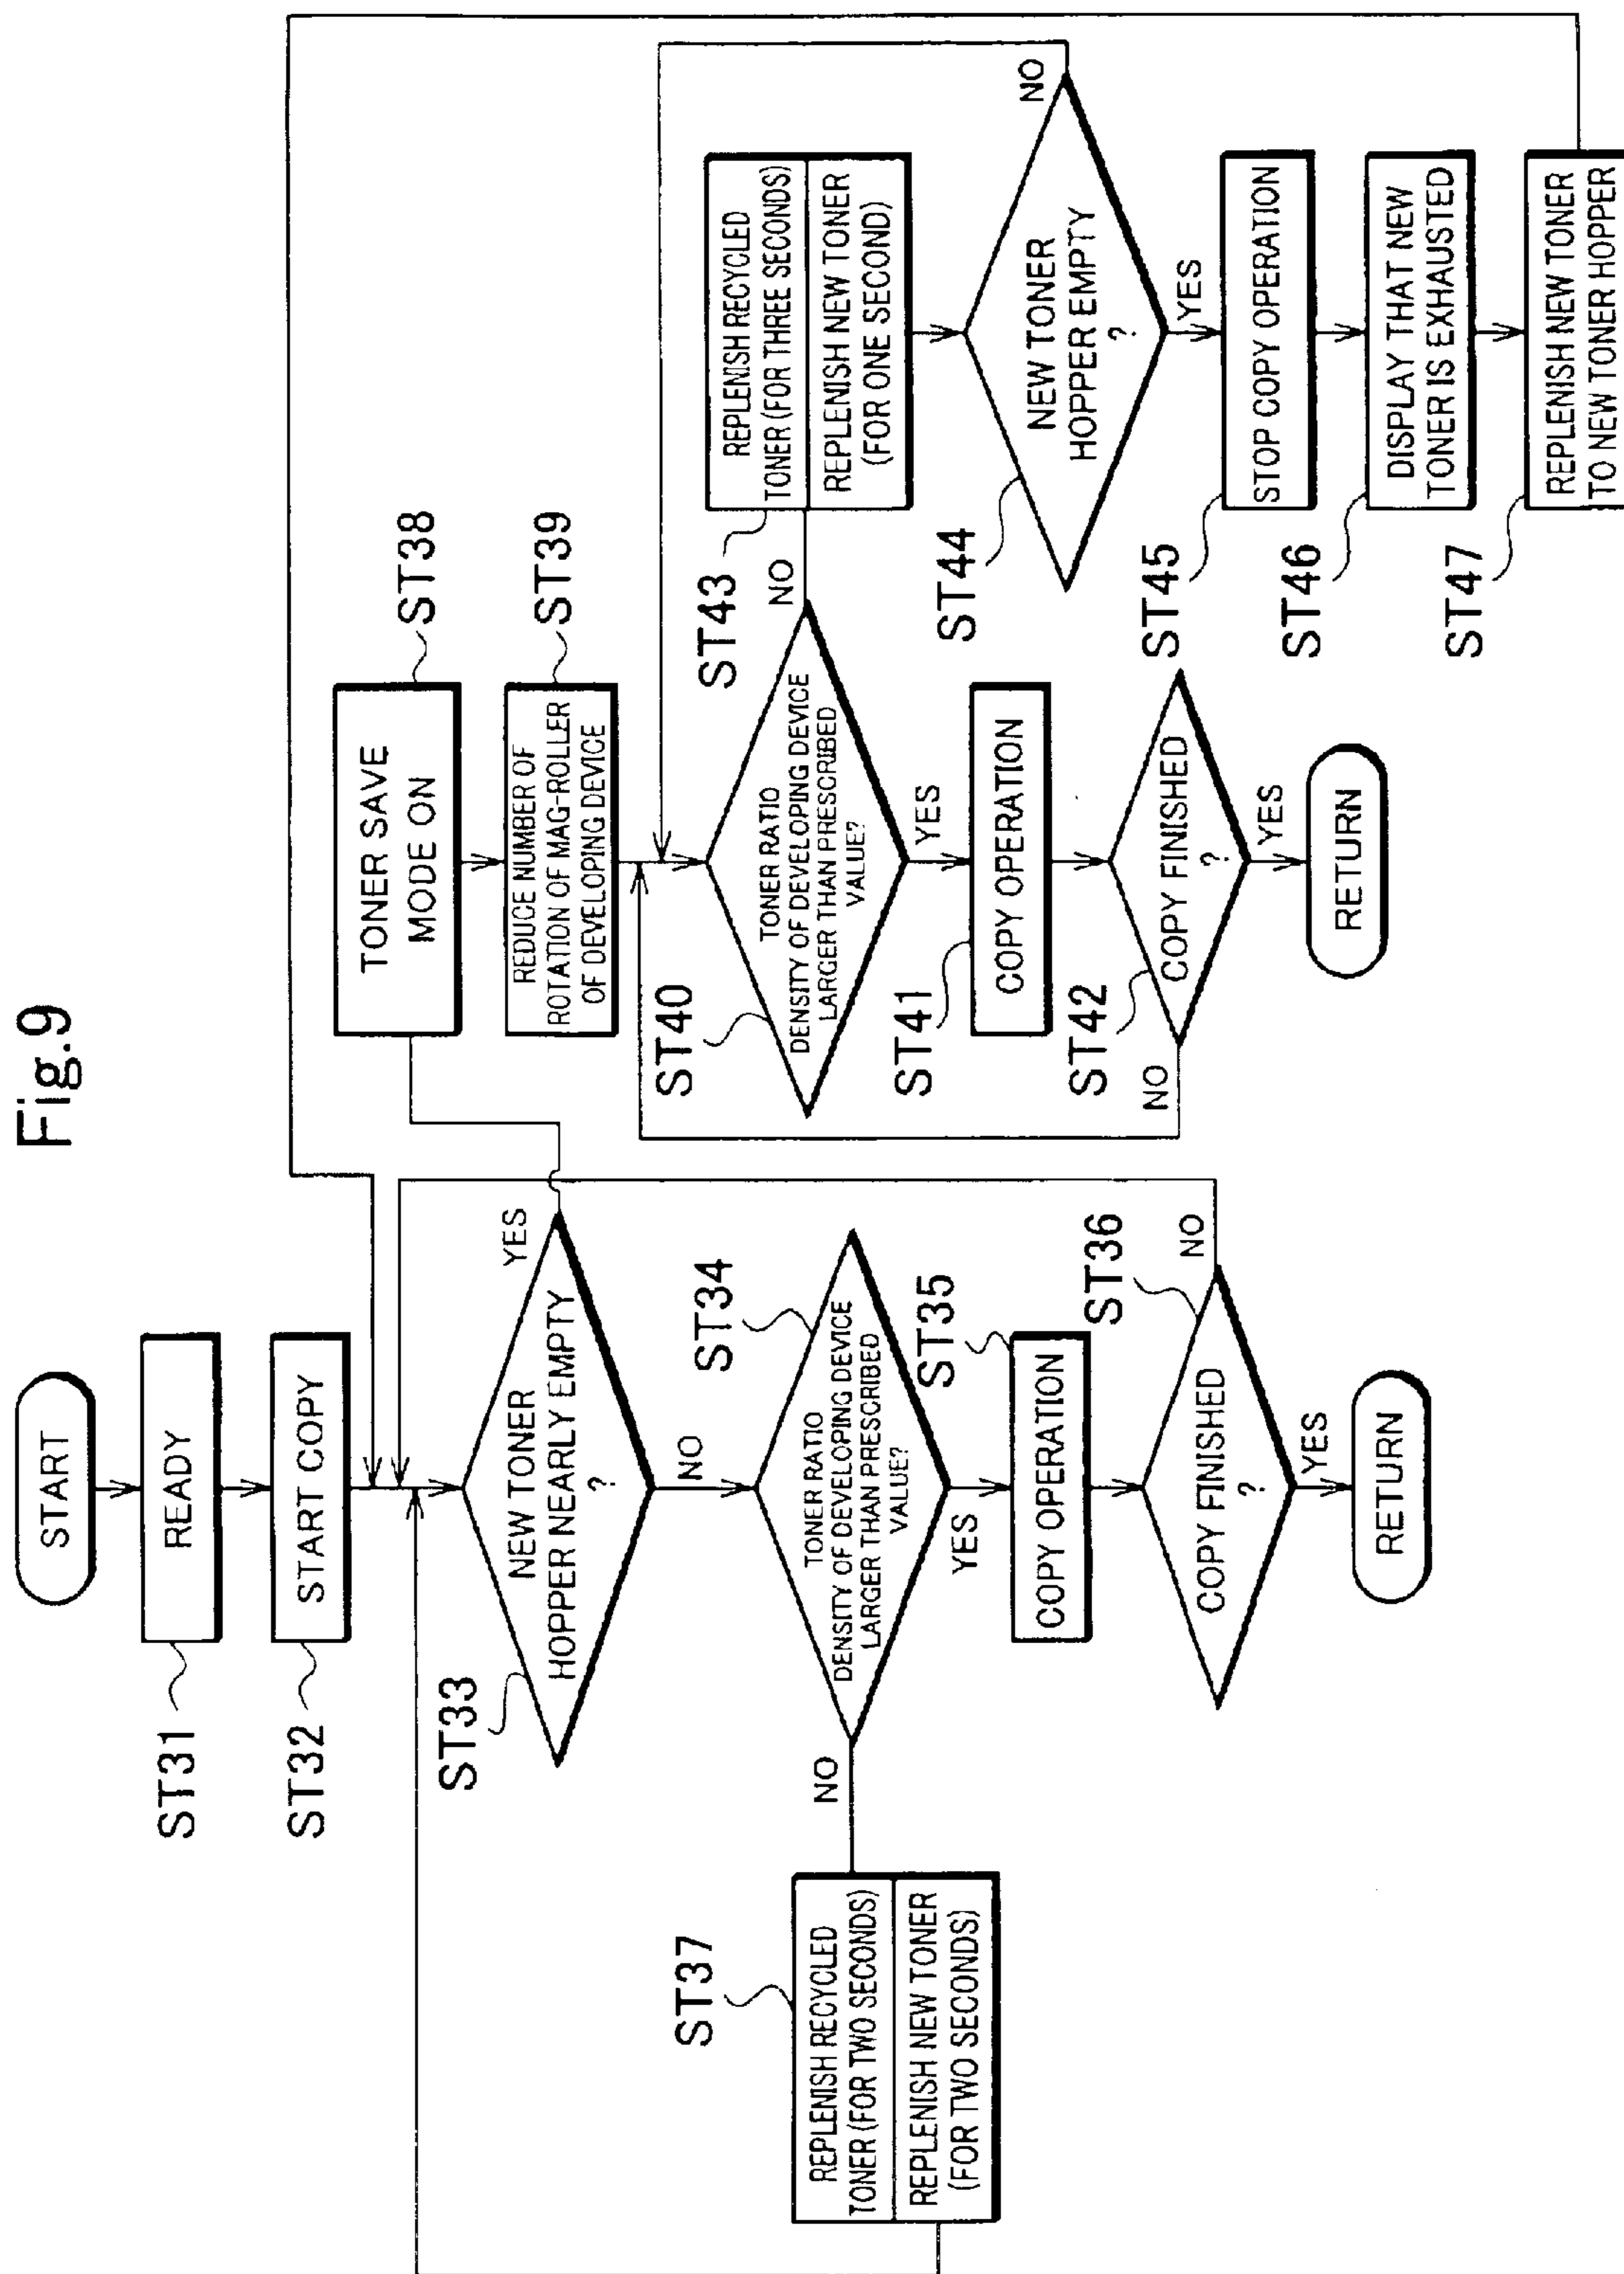 Fig.9
START
READY
ST31
START COPY
ST32
NEW TONER
HOPPER NEARLY EMPTY
?
ST33
YES
NO
TONER RATIO
DENSITY OF DEVELOPING DEVICE
LARGER THAN PRESCRIBED
VALUE?
ST34
NO
YES
COPY OPERATION
ST35
COPY FINISHED
?
ST36
NO
YES
RETURN
ST37
REPLENISH RECYCLED
TONER (FOR TWO SECONDS)
REPLENISH NEW TONER
(FOR TWO SECONDS)
TONER SAVE
MODE ON
ST38
REDUCE NUMBER OF
ROTATION OF MAG-ROLLER
OF DEVELOPING DEVICE
ST39
TONER RATIO
DENSITY OF DEVELOPING DEVICE
LARGER THAN PRESCRIBED
VALUE?
ST40
NO
YES
COPY OPERATION
ST41
COPY FINISHED
?
ST42
NO
YES
RETURN
ST43
REPLENISH RECYCLED
TONER (FOR THREE SECONDS)
REPLENISH NEW TONER
(FOR ONE SECOND)
NEW TONER
HOPPER EMPTY
?
ST44
NO
YES
STOP COPY OPERATION
ST45
DISPLAY THAT NEW
TONER IS EXHAUSTED
ST46
REPLENISH NEW TONER
TO NEW TONER HOPPER
ST47